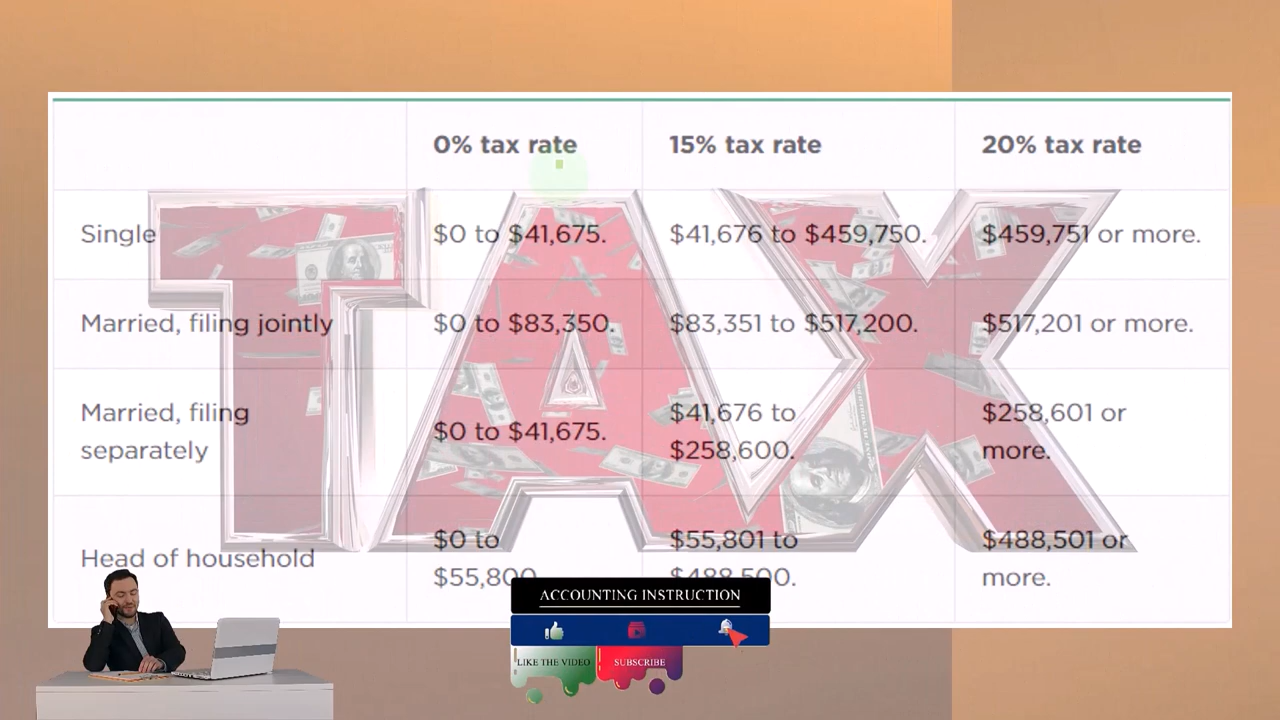 0% tax rate 15% tax rate 20% tax rate
Single $0 to $41,675. $41,676 to $459,750. $459,751 or more.
Married, filing jointly $0 to $83,350. $83,351 to $517,200. $517,201 or more.
Married, filing
separately
$0 to $41,675.
$41,676 to
$258,600.
$258,601 or
more.
Head of household
$0 to
$55,800
$55,801 to
$488,500.
$488,501 or
more.
TAX
ACCOUNTING INSTRUCTION
LIKE THE VIDEO SUBSCRIBE